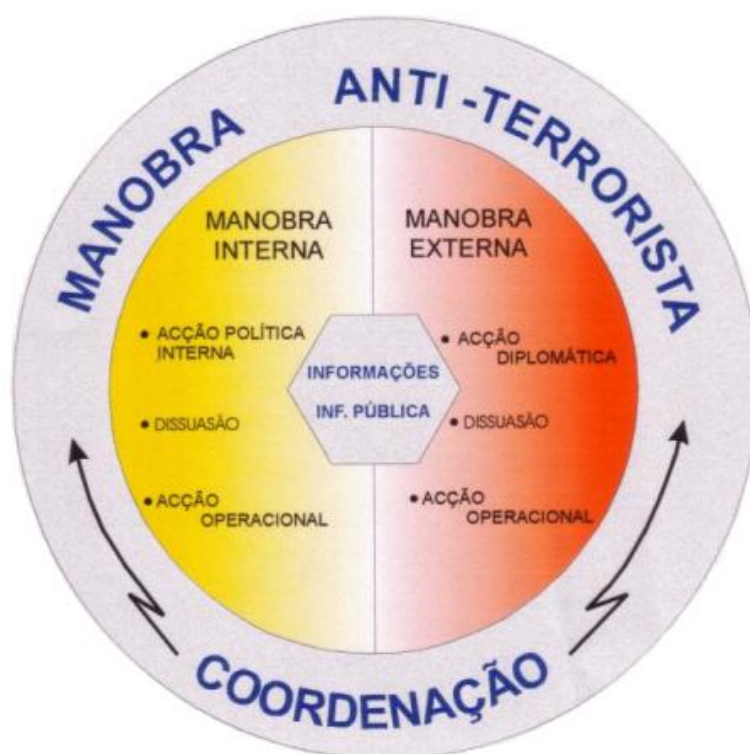 MANOBRA ANTI -TERRORISTA
MANOBRA
INTERNA
• ACÇÃO POLÍTICA
INTERNA
• DISSUASÃO
• ACÇÃO
OPERACIONAL
MANOBRA
EXTERNA
• ACÇÃO
DIPLOMÁTICA
• DISSUASÃO
• ACÇÃO
OPERACIONAL
INFORMAÇÕES
INF. PÚBLICA
COORDENAÇÃO